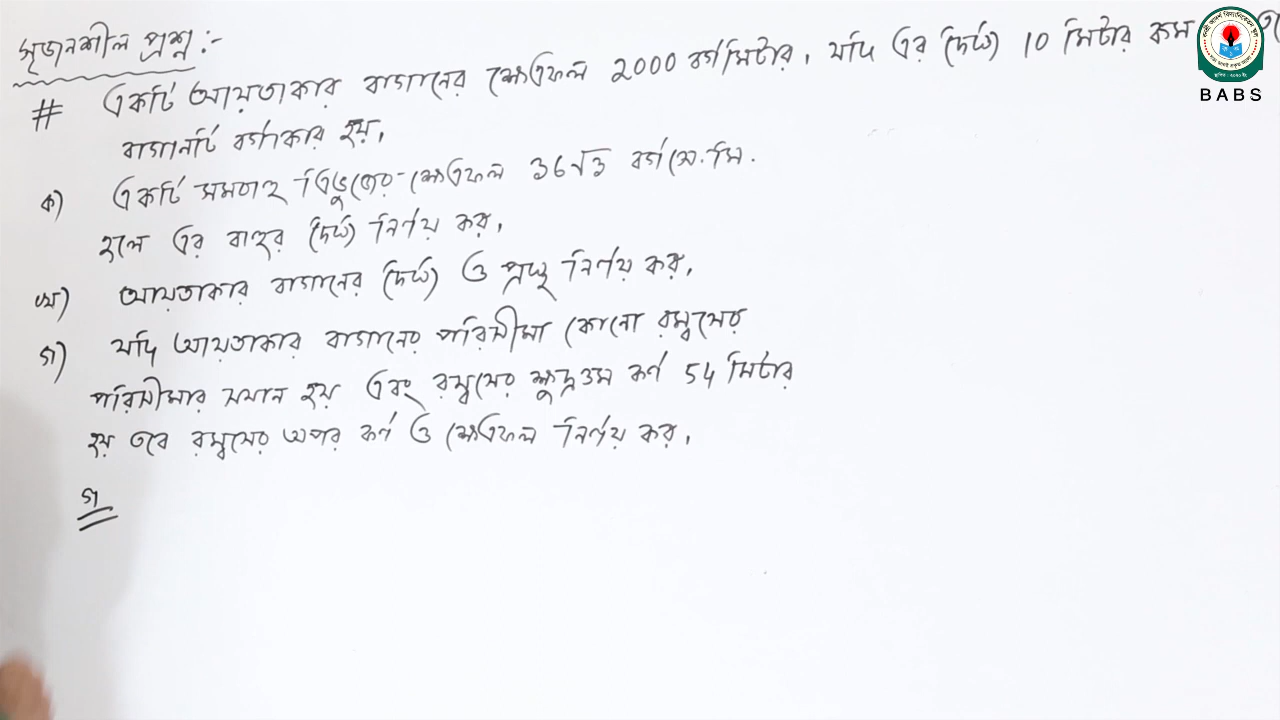 সৃজনশীল প্রশ্ন :-
# একটি আয়তাকার বাগানের ক্ষেত্রফল 2000 বর্গমিটার। যদি এর দৈর্ঘ্য 10 মিটার কম
বাগানটি বর্গাকার হয়।
ক) একটি সমবাহু ত্রিভুজের ক্ষেত্রফল 36√3 বর্গ সে.মি.
হলে এর বাহুর দৈর্ঘ্য নির্ণয় কর।
খ) আয়তাকার বাগানের দৈর্ঘ্য ও প্রস্থ নির্ণয় কর।
গ) যদি আয়তাকার বাগানের পরিসীমা কোনো রম্বসের
পরিসীমার সমান হয় এবং রম্বসের ক্ষুদ্রতম কর্ণ 54 মিটার
হয় তবে রম্বসের অপর কর্ণ ও ক্ষেত্রফল নির্ণয় কর।
গ
BABS